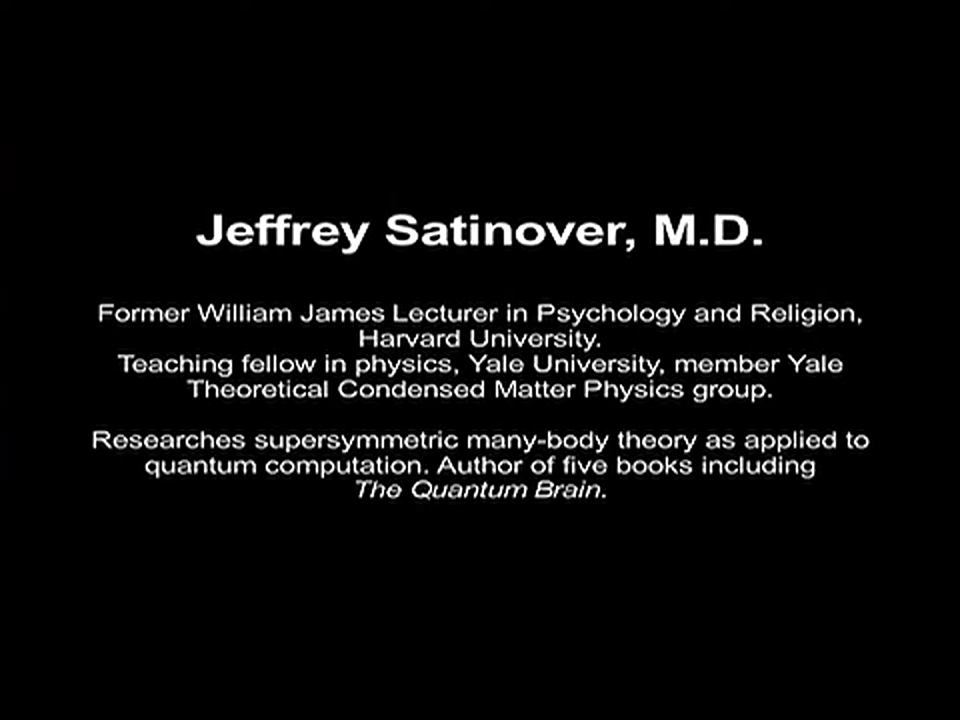 Jeffrey Satinover, M.D.
Former William James Lecturer in Psychology and Religion,
Harvard University.
Teaching fellow in physics, Yale University, member Yale
Theoretical Condensed Matter Physics group.
Researches supersymmetric many-body theory as applied to
quantum computation. Author of five books including
The Quantum Brain.